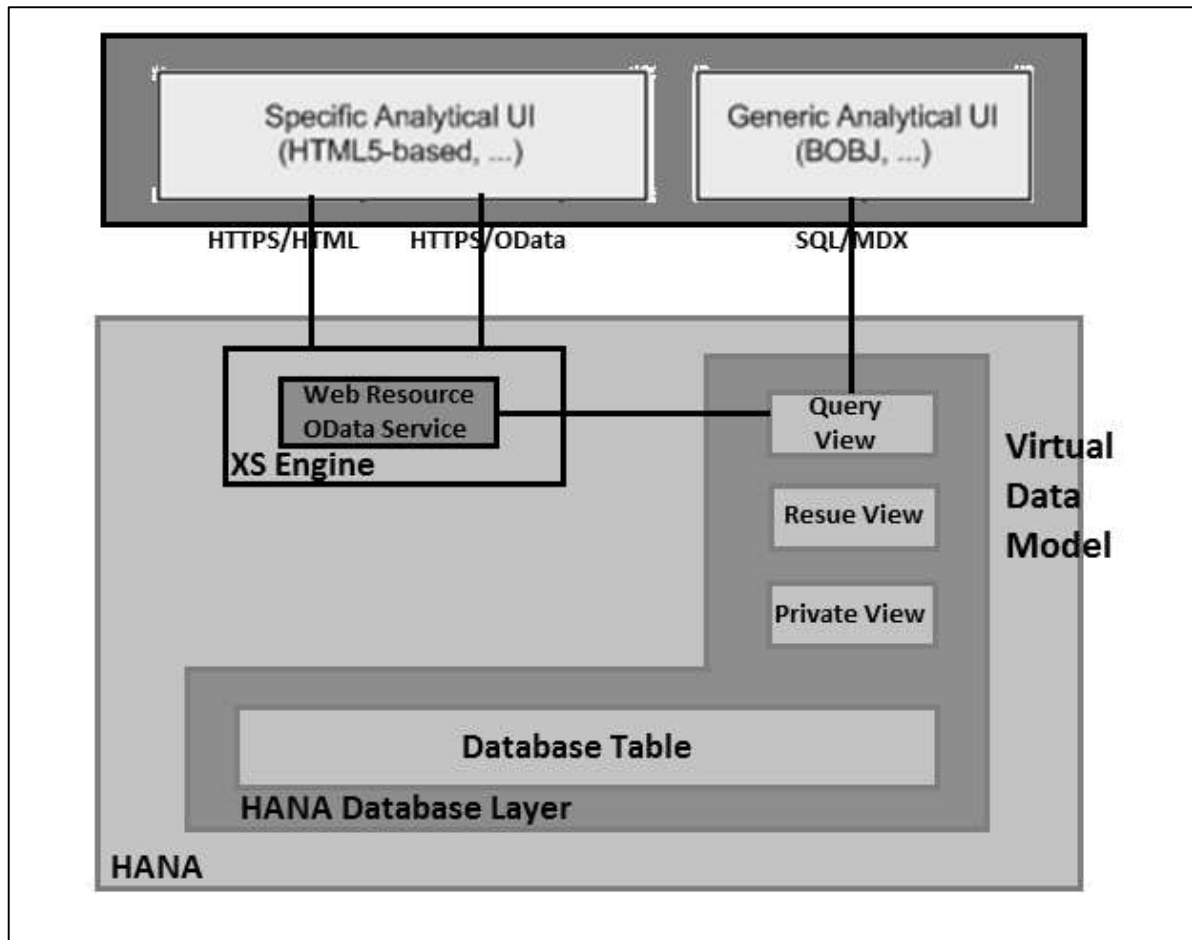 Specific Analytical UI
(HTML5-based, ...)
Generic Analytical UI
(BOBJ, ...)
HTTPS/HTML
HTTPS/OData
SQL/MDX
Web Resource
OData Service
XS Engine
Query
View
Resue View
Private View
Virtual
Data
Model
Database Table
HANA Database Layer
HANA